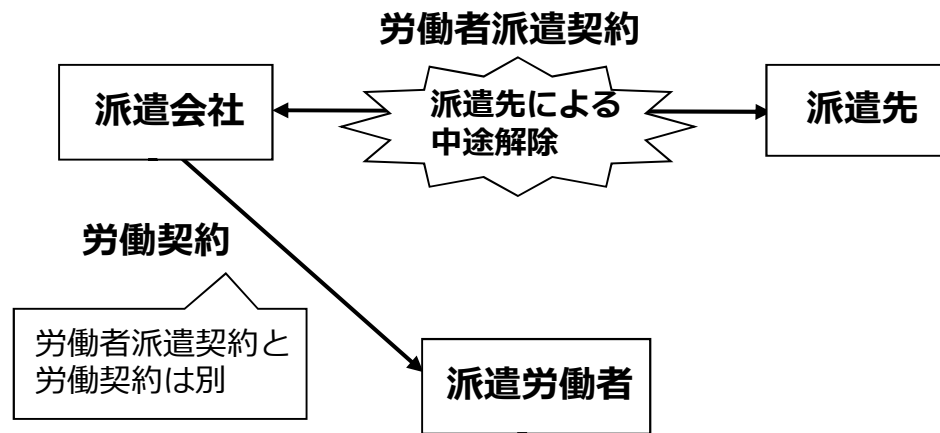 労働者派遣契約
派遣会社
派遣先による
中途解除
派遣先
労働契約
労働者派遣契約と
労働契約は別
派遣労働者